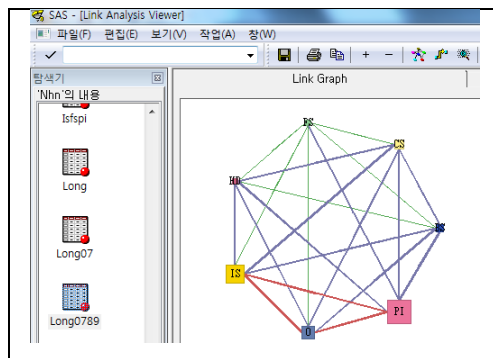 SAS - [Link Analysis Viewer]
파일(F) 편집(E) 보기(V) 작업(A) 창(W)
탐색기
'Nhn'의 내용
Isfspi
Long
Long07
Long0789
Link Graph
RS
CS
HD
IS
PI
O